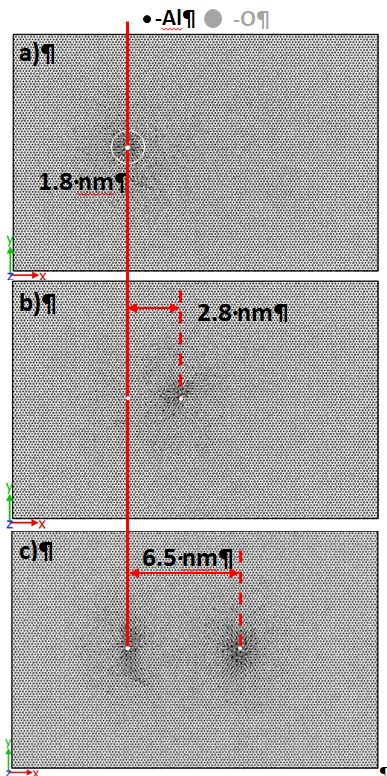 -Al¶ -O¶
a)¶
1.8·nm¶
y
z x
b)¶
2.8·nm¶
y
z x
c)¶
6.5·nm¶
y
z x
¶